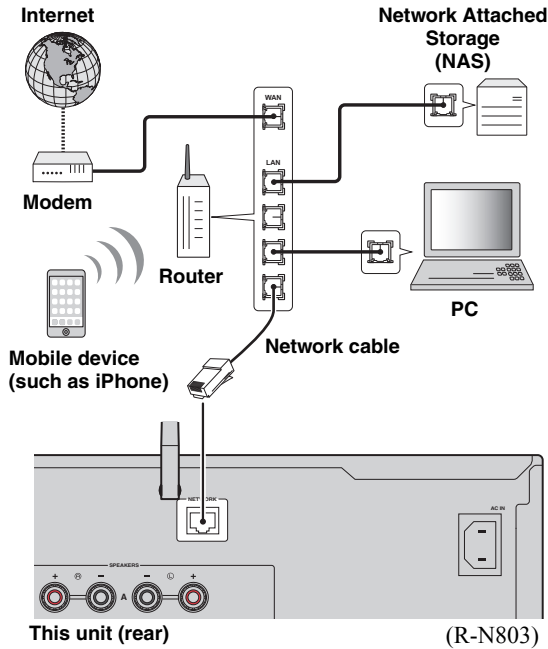 Internet
Network Attached
Storage
(NAS)
WAN
LAN
Modem
Router
PC
Mobile device
(such as iPhone)
Network cable
NETWORK
AC IN
SPEAKERS
+ R - - L +
A
This unit (rear)
(R-N803)